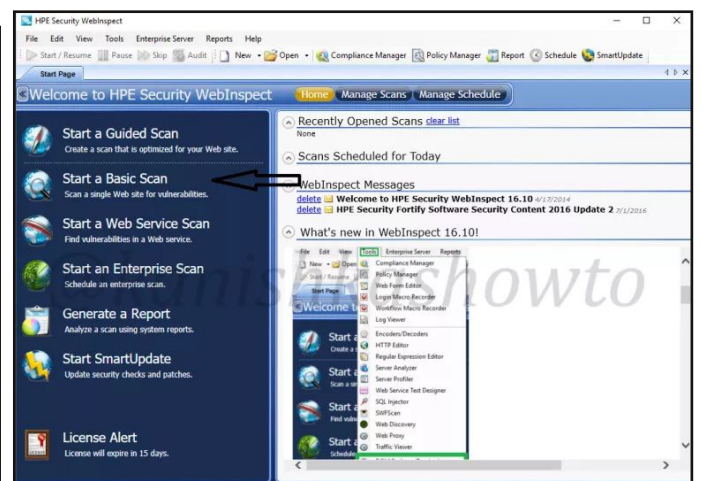 HPE Security WebInspect
File Edit View Tools Enterprise Server Reports Help
Start / Resume Pause Skip Audit New Open Compliance Manager Policy Manager Report Schedule SmartUpdate
Start Page
Welcome to HPE Security WebInspect
Home Manage Scans Manage Schedule
Start a Guided Scan
Create a scan that is optimized for your Web site.
Start a Basic Scan
Scan a single Web site for vulnerabilities.
Start a Web Service Scan
Find vulnerabilities in a Web service.
Start an Enterprise Scan
Schedule an enterprise scan.
Generate a Report
Analyze a scan using system reports.
Start SmartUpdate
Update security checks and patches.
License Alert
License will expire in 15 days.
Recently Opened Scans clear list
None
Scans Scheduled for Today
WebInspect Messages
delete Welcome to HPE Security WebInspect 16.10 4/17/2014
delete HPE Security Fortify Software Security Content 2016 Update 2 7/1/2016
What's new in WebInspect 16.10!
File Edit View Tools Enterprise Server Reports
New Open
Start / Resume
Start Page
Welcome
Compliance Manager
Policy Manager
Web Form Editor
Login Macro Recorder
Workflow Macro Recorder
Log Viewer
Encoders/Decoders
HTTP Editor
Regular Expression Editor
Server Analyzer
Server Profiler
Web Service Test Designer
SQL Injector
SWFScan
Web Discovery
Web Proxy
Traffic Viewer